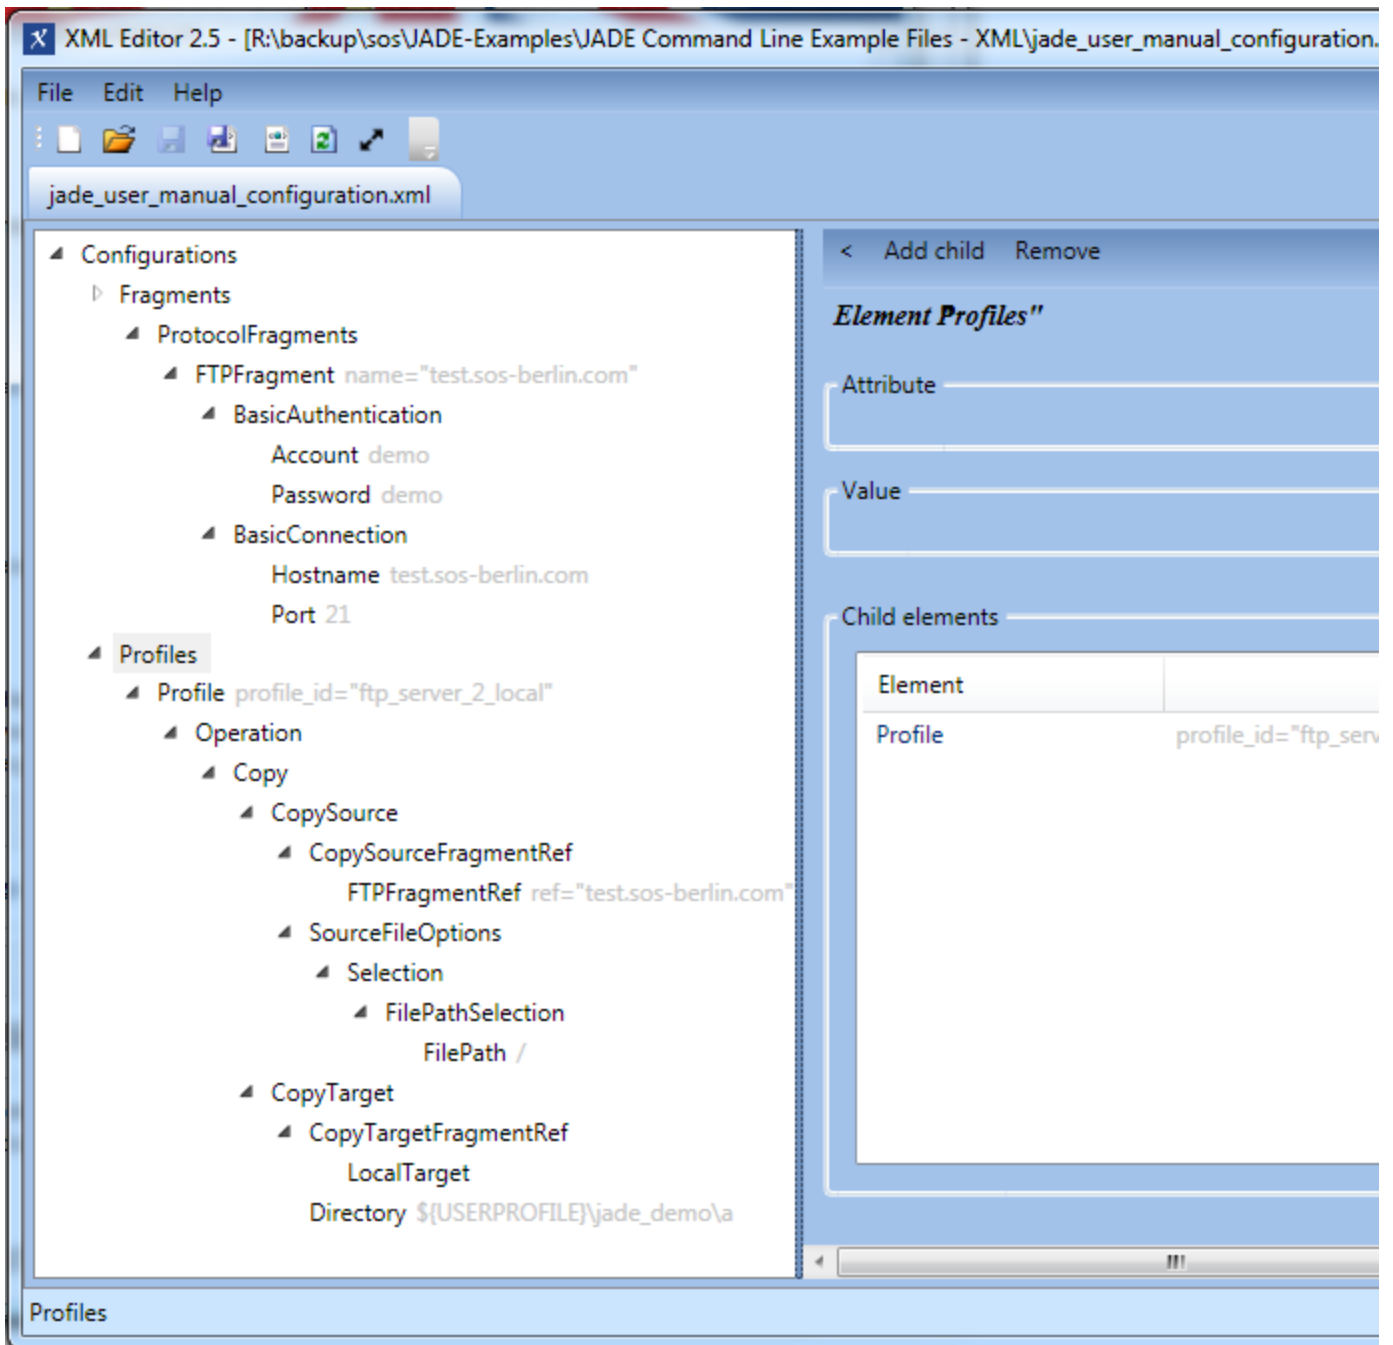 XML Editor 2.5 - [R:\backup\sos\JADE-Examples\JADE Command Line Example Files - XML\jade_user_manual_configuration.
File Edit Help
jade_user_manual_configuration.xml
Configurations
Fragments
ProtocolFragments
FTPFragment name="test.sos-berlin.com"
BasicAuthentication
Account demo
Password demo
BasicConnection
Hostname test.sos-berlin.com
Port 21
Profiles
Profile profile_id="ftp_server_2_local"
Operation
Copy
CopySource
CopySourceFragmentRef
FTPFragmentRef ref="test.sos-berlin.com"
SourceFileOptions
Selection
FilePathSelection
FilePath /
CopyTarget
CopyTargetFragmentRef
LocalTarget
Directory ${USERPROFILE}\jade_demo\a
< Add child Remove
Element Profiles"
Attribute
Value
Child elements
Element
Profile profile_id="ftp_serv
Profiles